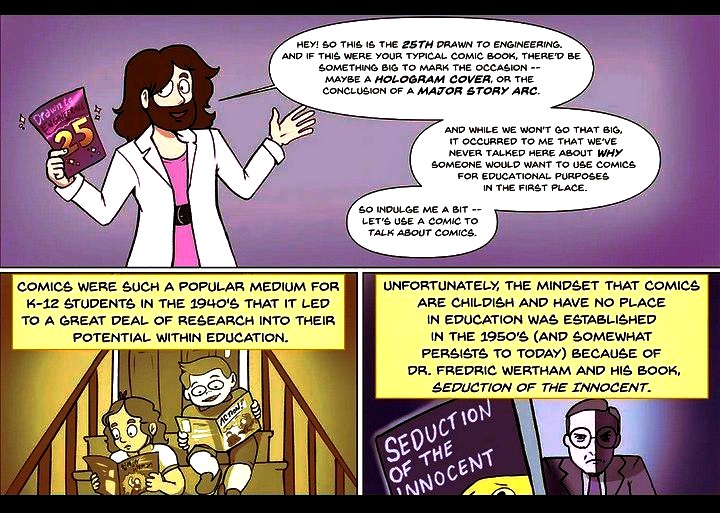 HEY! SO THIS IS THE 25TH DRAWN TO ENGINEERING.
AND IF THIS WERE YOUR TYPICAL COMIC BOOK, THERE'D BE
SOMETHING BIG TO MARK THE OCCASION --
MAYBE A HOLOGRAM COVER, OR THE
CONCLUSION OF A MAJOR STORY ARC.
Drawn to
ENGINEERING
25
AND WHILE WE WON'T GO THAT BIG,
IT OCCURRED TO ME THAT WE'VE
NEVER TALKED HERE ABOUT WHY
SOMEONE WOULD WANT TO USE COMICS
FOR EDUCATIONAL PURPOSES
IN THE FIRST PLACE.
SO INDULGE ME A BIT --
LET'S USE A COMIC TO
TALK ABOUT COMICS.
COMICS WERE SUCH A POPULAR MEDIUM FOR
K-12 STUDENTS IN THE 1940'S THAT IT LED
TO A GREAT DEAL OF RESEARCH INTO THEIR
POTENTIAL WITHIN EDUCATION.
UNFORTUNATELY, THE MINDSET THAT COMICS
ARE CHILDISH AND HAVE NO PLACE
IN EDUCATION WAS ESTABLISHED
IN THE 1950'S (AND SOMEWHAT
PERSISTS TO TODAY) BECAUSE OF
DR. FREDRIC WERTHAM AND HIS BOOK,
SEDUCTION OF THE INNOCENT.
SEDUCTION
OF THE
INNOCENT